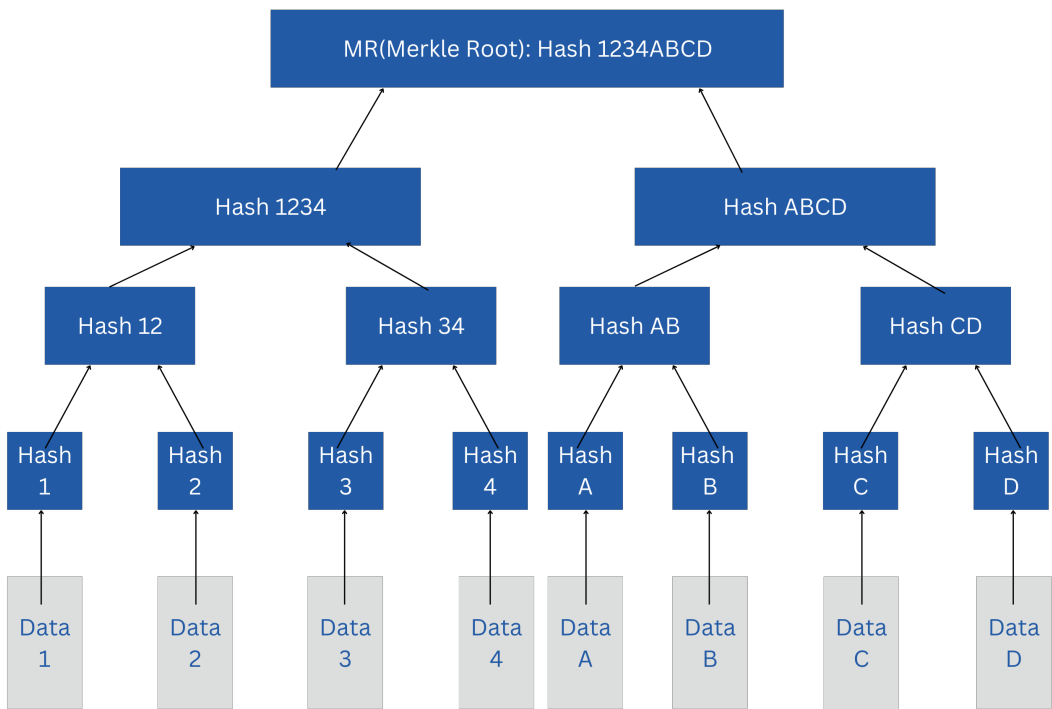 MR(Merkle Root): Hash 1234ABCD
Hash 1234
Hash ABCD
Hash 12
Hash 34
Hash AB
Hash CD
Hash
1
Hash
2
Hash
3
Hash
4
Hash
A
Hash
B
Hash
C
Hash
D
Data
1
Data
2
Data
3
Data
4
Data
A
Data
B
Data
C
Data
D